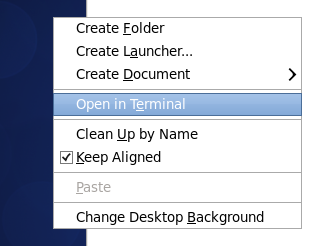 Create Folder
Create Launcher...
Create Document
Open in Terminal
Clean Up by Name
Keep Aligned
Paste
Change Desktop Background